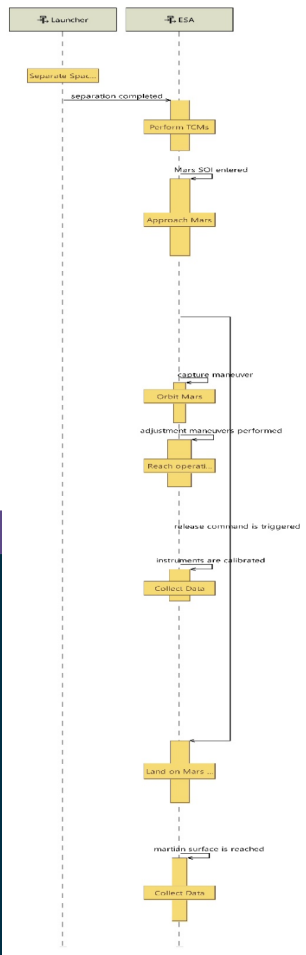 Launcher
ESA
Separate Spac...
separation completed
Perform TCMs
Mars SOI entered
Approach Mars
capture maneuver
Orbit Mars
adjustment maneuvers performed
Reach operati...
release command is triggered
instruments are calibrated
Collect Data
Land on Mars ...
martian surface is reached
Collect Data